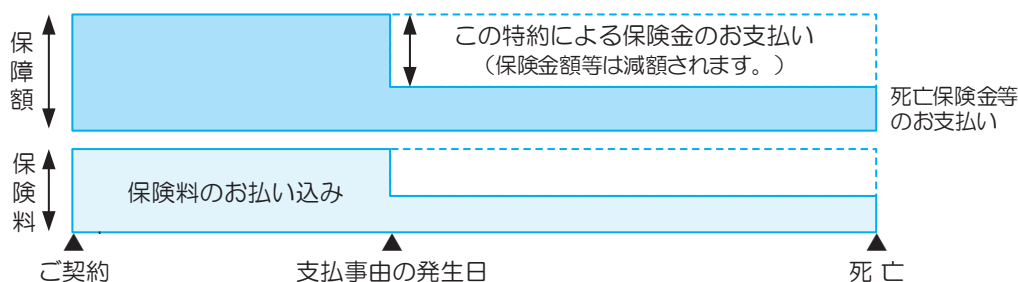 保障額
この特約による保険金のお支払い
（保険金額等は減額されます。）
死亡保険金等
のお支払い
保険料
保険料のお払い込み
ご契約
支払事由の発生日
死亡